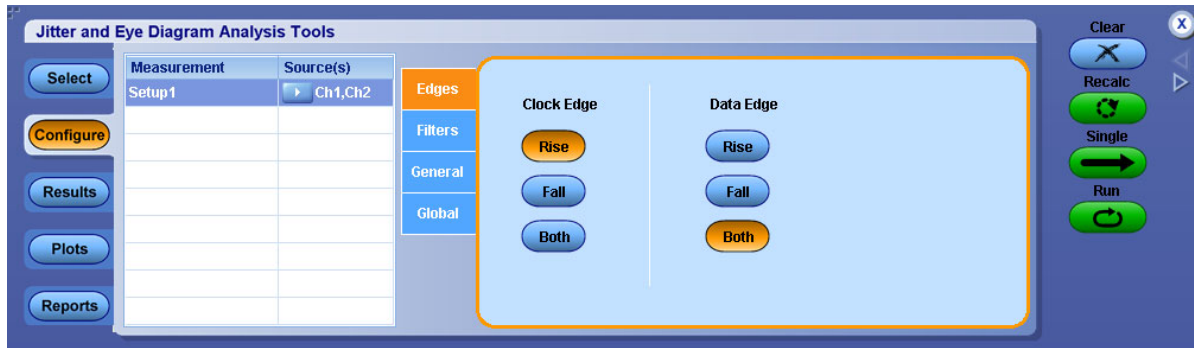 Jitter and Eye Diagram Analysis Tools
Clear
X
Select
Measurement Source(s)
Setup1 Ch1,Ch2
Edges
Recalc
Clock Edge Data Edge
Configure
Filters
Rise Rise
Single
General
Results
Fall Fall
Run
Global
Plots
Both Both
Reports